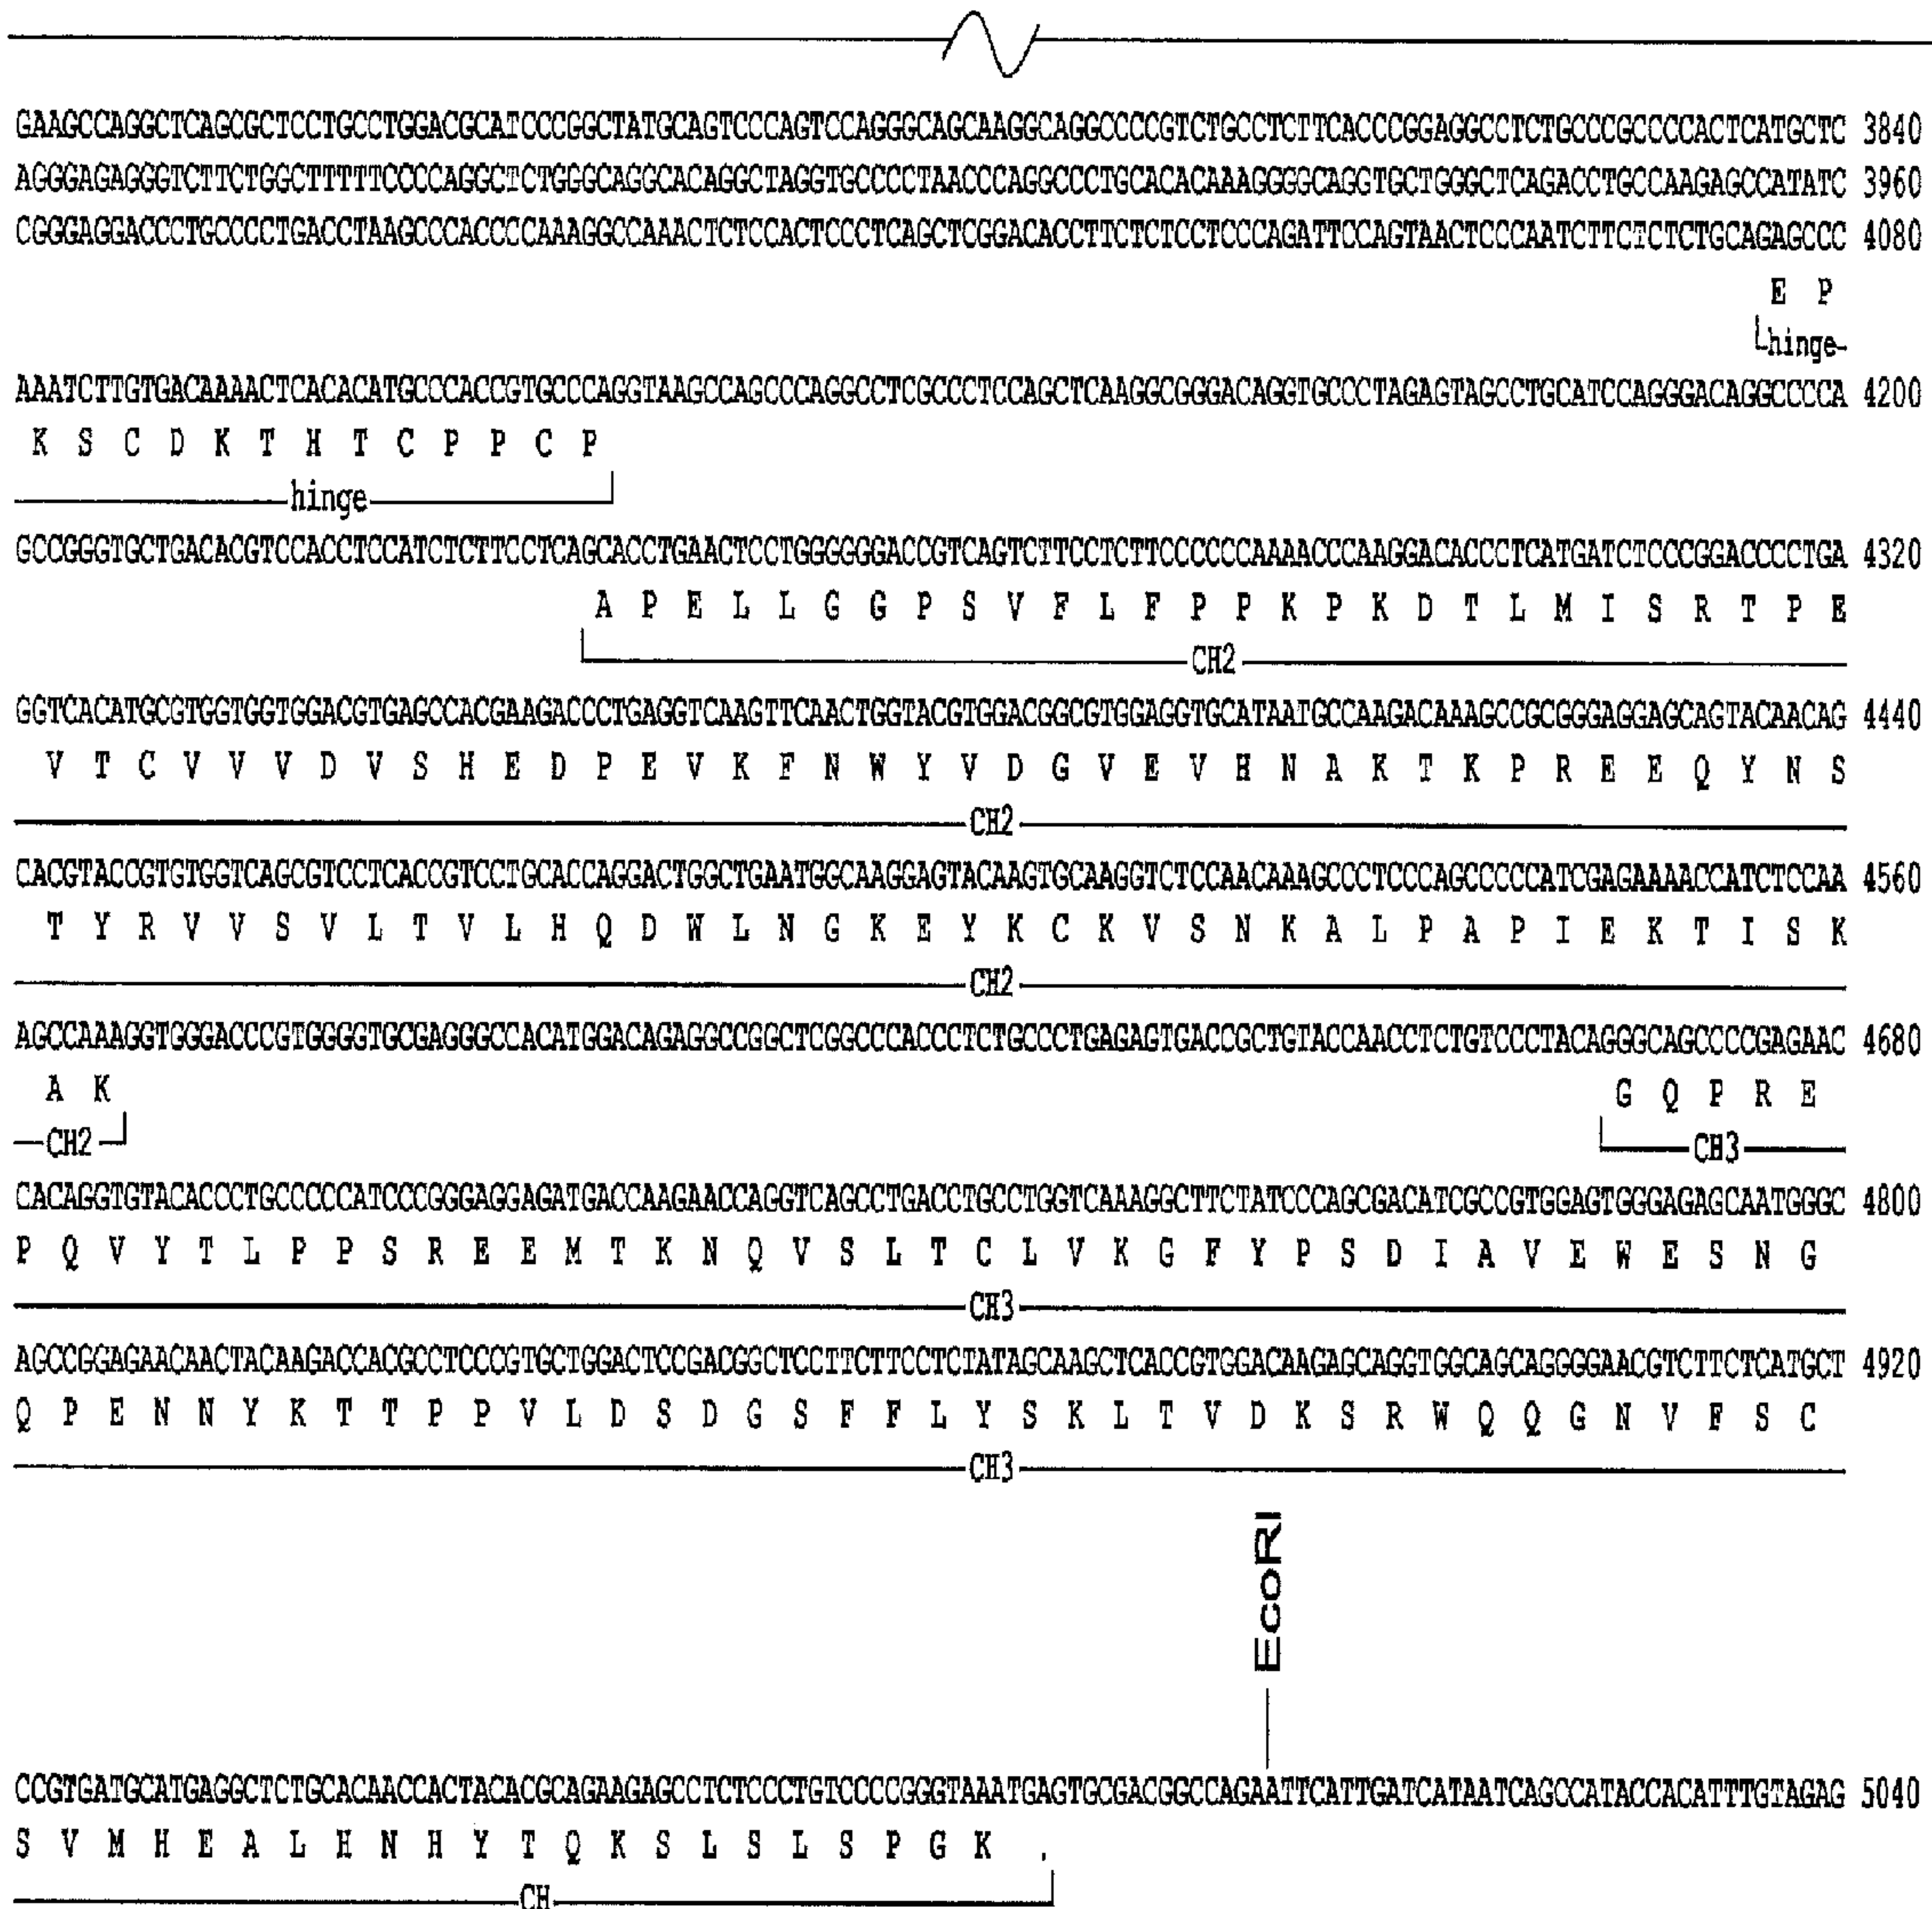 GAAGCCAGGCTCAGCGCTCCTGCCTGGACGCATCCCGGCTATGCAGTCCCAGTCCAGGGCAGCAAGGCAGGCCCCGTCTGCCTCTTCACCCGGAGGCCTCTGCCCGCCCCACTCATGCTC 3840
AGGGAGAGGGTCTTCTGGCTTTTTCCCCAGGCTCTGGGCAGGCACAGGCTAGGTGCCCCTAACCCAGGCCCTGCACACAAAGGGGCAGGTGCTGGGCTCAGACCTGCCAAGAGCCATATC 3960
CGGGAGGACCCTGCCCCTGACCTAAGCCCACCCCAAAGGCCAAACTCTCCACTCCCTCAGCTCGGACACCTTCTCTCCTCCCAGATTCCAGTAACTCCCAATCTTCTCTCTGCAGAGCCC 4080
E P
hinge
AAATCTTGTGACAAAACTCACACATGCCCACCGTGCCCAGGTAAGCCAGCCCAGGCCTCGCCCTCCAGCTCAAGGCGGGACAGGTGCCCTAGAGTAGCCTGCATCCAGGGACAGGCCCCA 4200
K S C D K T H T C P P C P
hinge
GCCGGGTGCTGACACGTCCACCTCCATCTCTTCCTCAGCACCTGAACTCCTGGGGGGACCGTCAGTCTTCCTCTTCCCCCCAAAACCCAAGGACACCCTCATGATCTCCCGGACCCCTGA 4320
A P E L L G G P S V F L F P P K P K D T L M I S R T P E
CH2
GGTCACATGCGTGGTGGTGGACGTGAGCCACGAAGACCCTGAGGTCAAGTTCAACTGGTACGTGGACGGCGTGGAGGTGCATAATGCCAAGACAAAGCCGCGGGAGGAGCAGTACAACAG 4440
V T C V V V D V S H E D P E V K F N W Y V D G V E V H N A K T K P R E E Q Y N S
CH2
CACGTACCGTGTGGTCAGCGTCCTCACCGTCCTGCACCAGGACTGGCTGAATGGCAAGGAGTACAAGTGCAAGGTCTCCAACAAAGCCCTCCCAGCCCCCATCGAGAAAACCATCTCCAA 4560
T Y R V V S V L T V L H Q D W L N G K E Y K C K V S N K A L P A P I E K T I S K
CH2
AGCCAAAGGTGGGACCCGTGGGGTGCGAGGGCCACATGGACAGAGGCCGGCTCGGCCCACCCTCTGCCCTGAGAGTGACCGCTGTACCAACCTCTGTCCCTACAGGGCAGCCCCGAGAAC 4680
A K G Q P R E
CH2 CH3
CACAGGTGTACACCCTGCCCCCATCCCGGGAGGAGATGACCAAGAACCAGGTCAGCCTGACCTGCCTGGTCAAAGGCTTCTATCCCAGCGACATCGCCGTGGAGTGGGAGAGCAATGGGC 4800
P Q V Y T L P P S R E E M T K N Q V S L T C L V K G F Y P S D I A V E W E S N G
CH3
AGCCGGAGAACAACTACAAGACCACGCCTCCCGTGCTGGACTCCGACGGCTCCTTCTTCCTCTATAGCAAGCTCACCGTGGACAAGAGCAGGTGGCAGCAGGGGAACGTCTTCTCATGCT 4920
Q P E N N Y K T T P P V L D S D G S F F L Y S K L T V D K S R W Q Q G N V F S C
CH3
EcoRI
CCGTGATGCATGAGGCTCTGCACAACCACTACACGCAGAAGAGCCTCTCCCTGTCCCCGGGTAAATGAGTGCGACGGCCAGAATTCATTGATCATAATCAGCCATACCACATTTGTAGAG 5040
S V M H E A L H N H Y T Q K S L S L S P G K .
CH